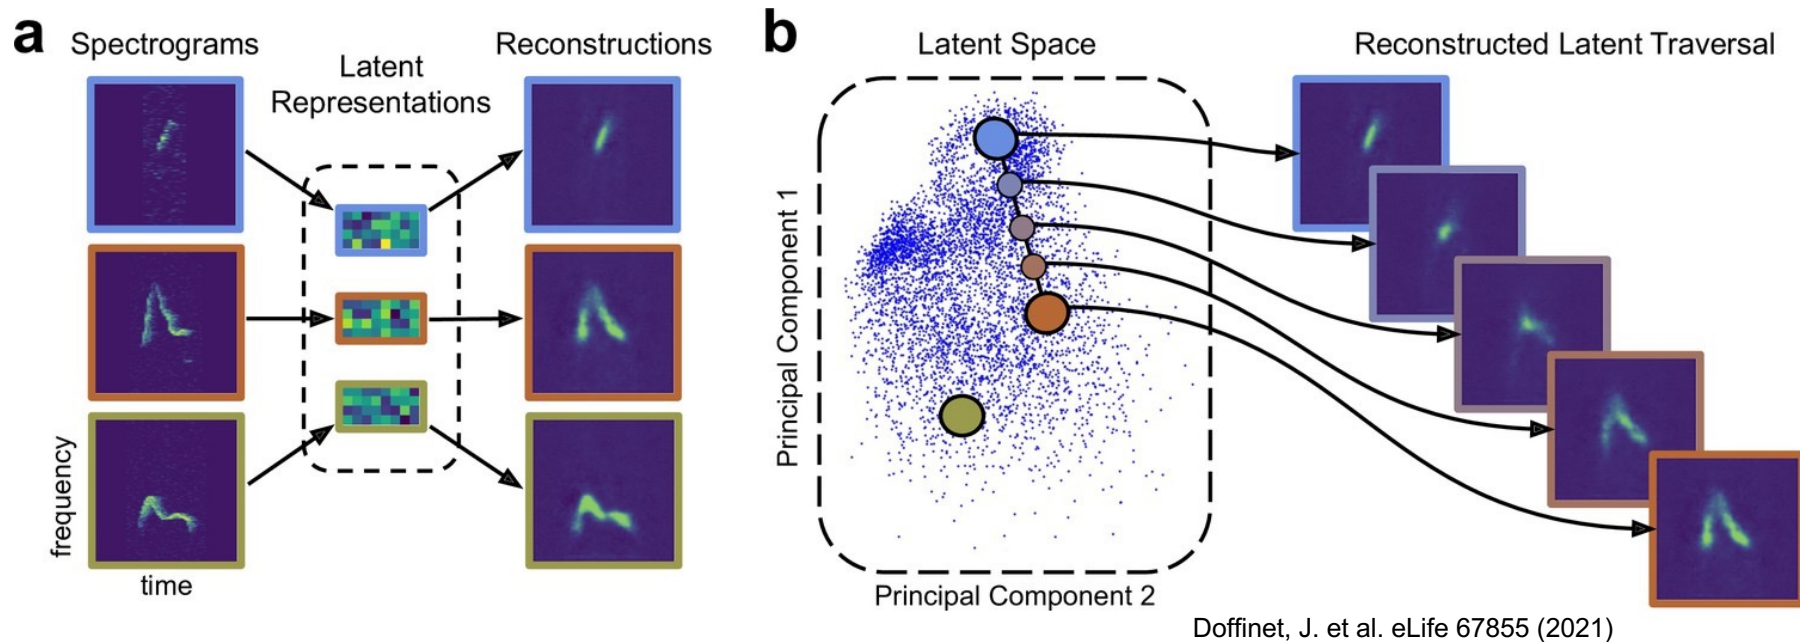 a
Spectrograms
Latent
Representations
Reconstructions
frequency
time
b
Latent Space
Reconstructed Latent Traversal
Principal Component 1
Principal Component 2
Doffinet, J. et al. eLife 67855 (2021)